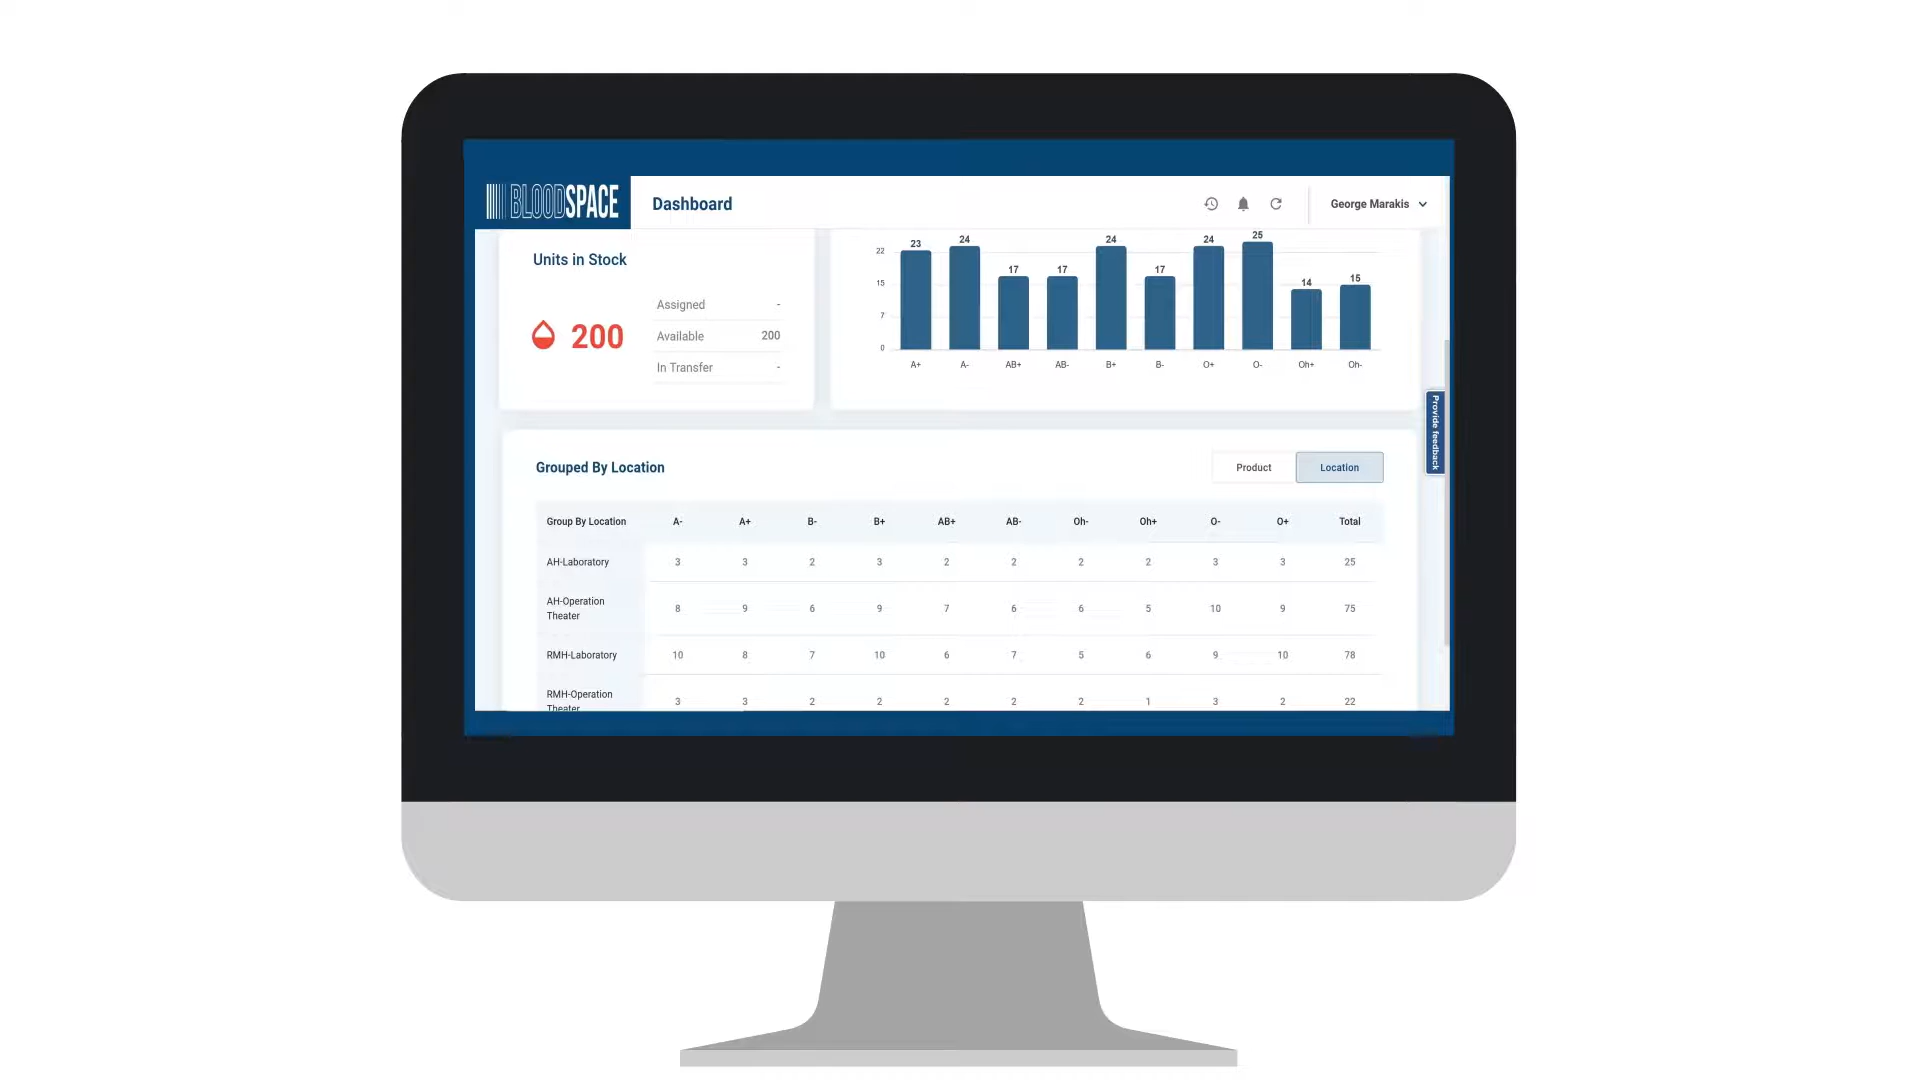 BLOODSPACE
Dashboard
George Marakis
Units in Stock
200
Assigned -
Available 200
In Transfer -
23 24 17 17 24 17 24 25 14 15
22
15
7
0
A+ A- AB+ AB- B+ B- O+ O- Oh+ Oh-
Provide feedback
Grouped By Location
Product Location
Group By Location A- A+ B- B+ AB+ AB- Oh- Oh+ O- O+ Total
AH-Laboratory 3 3 2 3 2 2 2 2 3 3 25
AH-Operation
Theater 8 9 6 9 7 6 6 5 10 9 75
RMH-Laboratory 10 8 7 10 6 7 5 6 9 10 78
RMH-Operation
Theater 3 3 2 2 2 2 2 1 3 2 22